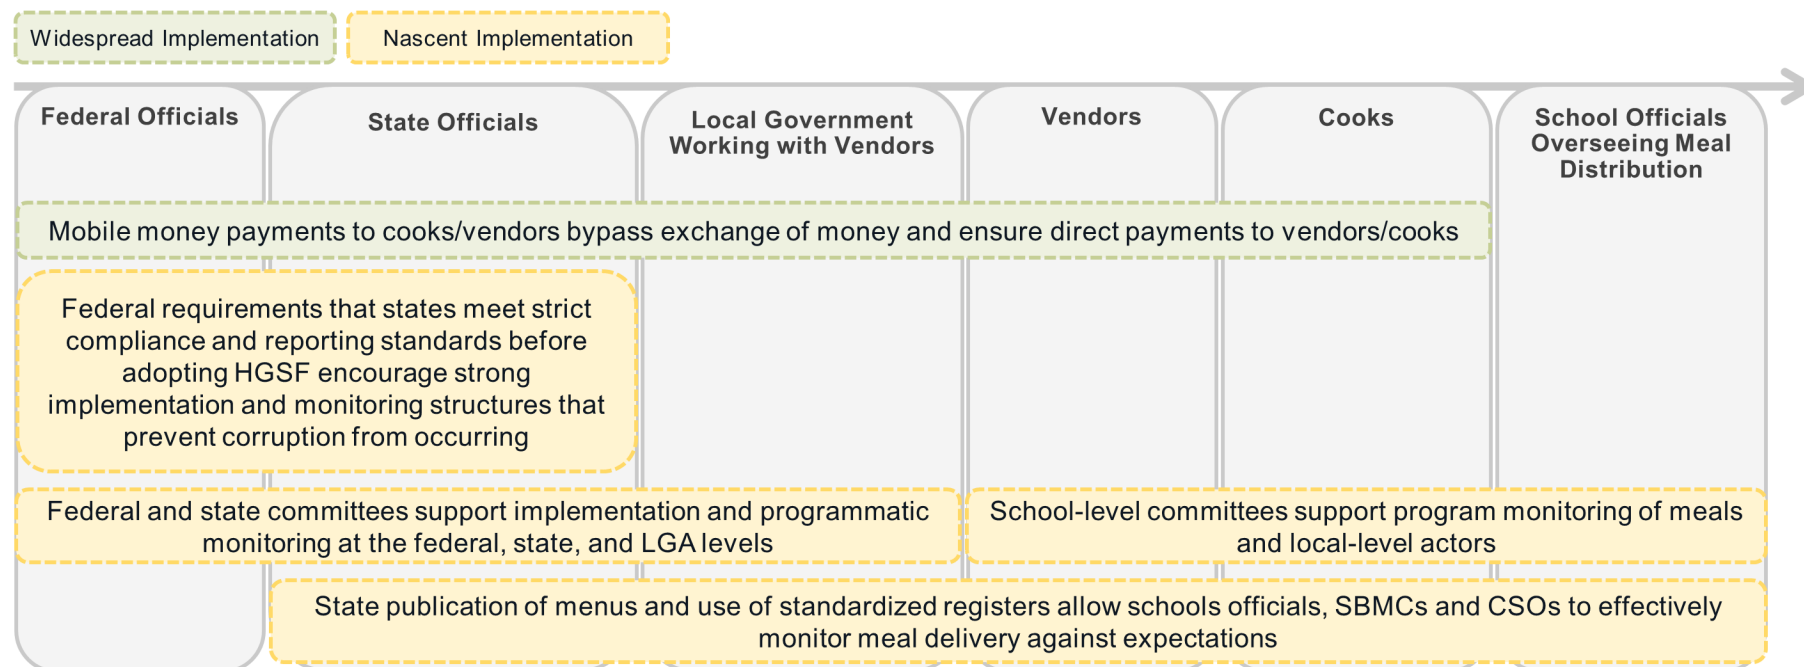 Widespread Implementation
Nascent Implementation
Federal Officials
State Officials
Local Government
Working with Vendors
Vendors
Cooks
School Officials
Overseeing Meal
Distribution
Mobile money payments to cooks/vendors bypass exchange of money and ensure direct payments to vendors/cooks
Federal requirements that states meet strict
compliance and reporting standards before
adopting HGSF encourage strong
implementation and monitoring structures that
prevent corruption from occurring
Federal and state committees support implementation and programmatic
monitoring at the federal, state, and LGA levels
School-level committees support program monitoring of meals
and local-level actors
State publication of menus and use of standardized registers allow schools officials, SBMCs and CSOs to effectively
monitor meal delivery against expectations